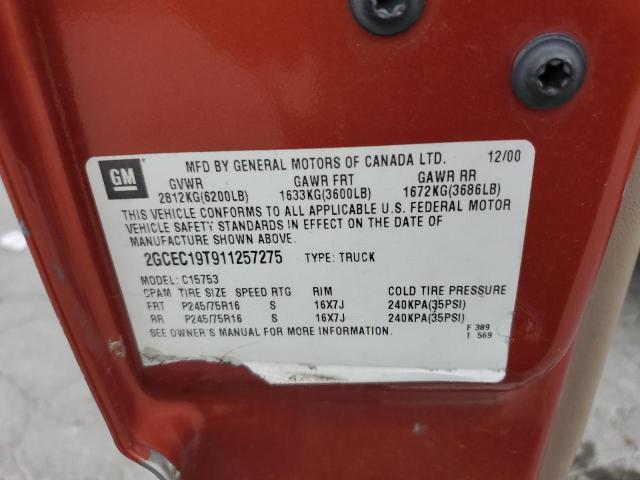 GM
MFD BY GENERAL MOTORS OF CANADA LTD. 12/00
GVWR GAWR FRT GAWR RR
2812KG(6200LB) 1633KG(3600LB) 1672KG(3686LB)
THIS VEHICLE CONFORMS TO ALL APPLICABLE U.S. FEDERAL MOTOR
VEHICLE SAFETY STANDARDS IN EFFECT ON THE DATE OF
MANUFACTURE SHOWN ABOVE.
2GCEC19T911257275 TYPE: TRUCK
MODEL: C15753
CPAM TIRE SIZE SPEED RTG RIM COLD TIRE PRESSURE
FRT P245/75R16 S 16X7J 240KPA(35PSI)
RR P245/75R16 S 16X7J 240KPA(35PSI)
SEE OWNER'S MANUAL FOR MORE INFORMATION.
F 389
T 569